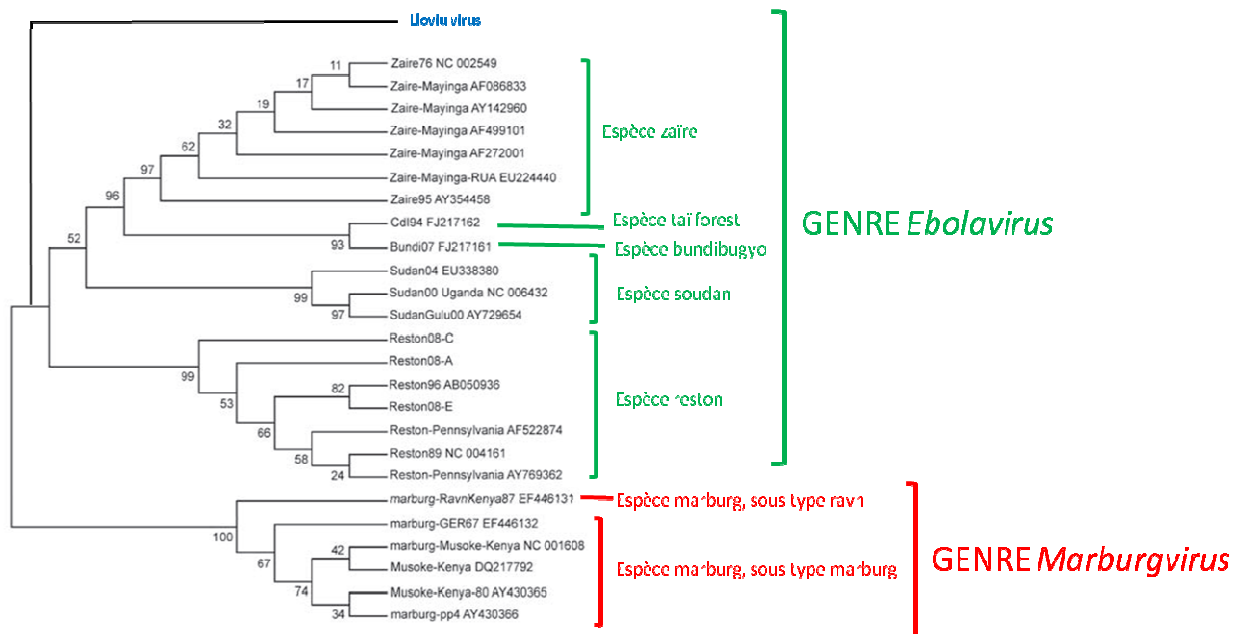 Lloviu virus
11
Zaire76 NC 002549
17
Zaire-Mayinga AF086833
19
Zaire-Mayinga AY142960
32
Zaire-Mayinga AF499101
Espèce zaïre
62
Zaire-Mayinga AF272001
97
Zaire-Mayinga-RUA EU224440
96
Zaire95 AY354458
CdI94 FJ217162
Espèce taï forest
GENRE Ebolavirus
52
93
Bundi07 FJ217161
Espèce bundibugyo
Sudan04 EU338380
99
Sudan00 Uganda NC 006432
Espèce soudan
97
SudanGulu00 AY729654
Reston08-C
99
Reston08-A
82
Reston96 AB050936
53
Reston08-E
Espèce reston
66
Reston-Pennsylvania AF522874
58
Reston89 NC 004161
24
Reston-Pennsylvania AY769362
marburg-RavnKenya87 EF446131
Espèce marburg, sous type ravn
100
marburg-GER67 EF446132
67
42
marburg-Musoke-Kenya NC 001608
GENRE Marburgvirus
Musoke-Kenya DQ217792
Espèce marburg, sous type marburg
74
Musoke-Kenya-80 AY430365
34
marburg-pp4 AY430366